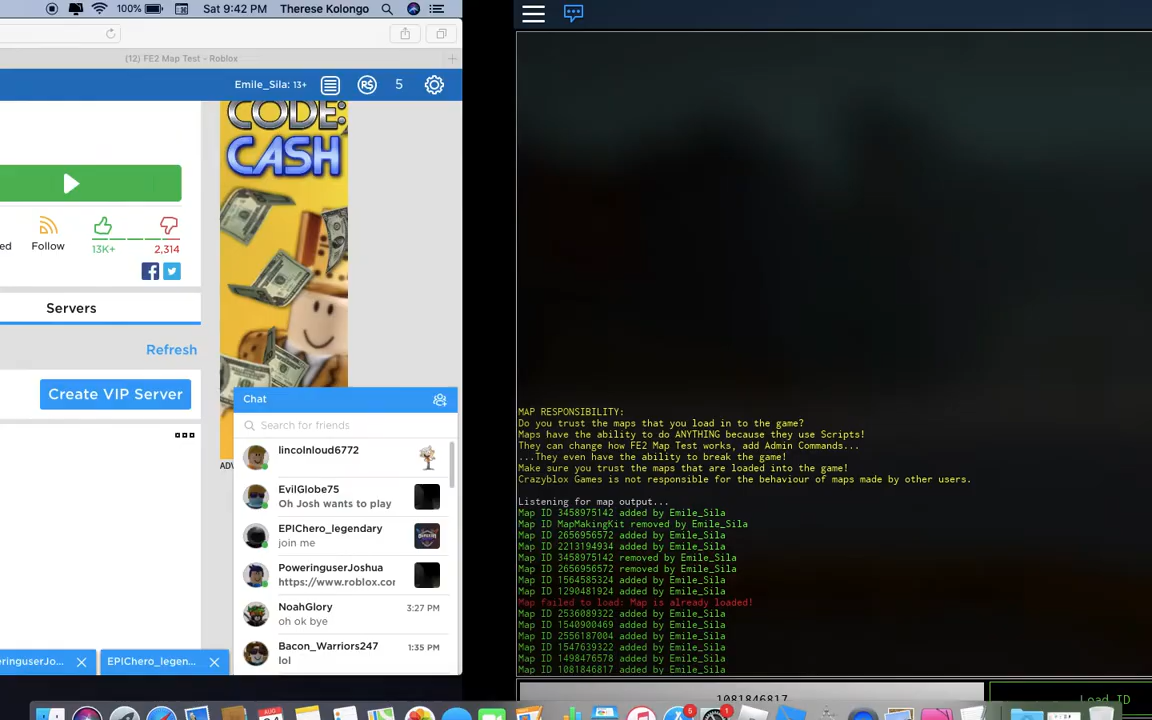 100% Sat 9:42 PM Therese Kolongo
(12) FE2 Map Test - Roblox
Emile_Sila: 13+ R$ 5
CODE:
CASH
ed Follow 13K+ 2,314
Servers
Refresh
Create VIP Server
ADV
Chat
Search for friends
lincolnloud6772
EvilGlobe75
Oh Josh wants to play
EPIChero_legendary
join me
PoweringuserJoshua
https://www.roblox.cor
NoahGlory 3:27 PM
oh ok bye
Bacon_Warriors247 1:35 PM
lol
eringuserJo... EPIChero_legen...
MAP RESPONSIBILITY:
Do you trust the maps that you load in to the game?
Maps have the ability to do ANYTHING because they use Scripts!
They can change how FE2 Map Test works, add Admin Commands...
...They even have the ability to break the game!
Make sure you trust the maps that are loaded into the game!
Crazyblox Games is not responsible for the behaviour of maps made by other users.
Listening for map output...
Map ID 3458975142 added by Emile_Sila
Map ID MapMakingKit removed by Emile_Sila
Map ID 2656956572 added by Emile_Sila
Map ID 2213194934 added by Emile_Sila
Map ID 3458975142 removed by Emile_Sila
Map ID 2656956572 removed by Emile_Sila
Map ID 1564585324 added by Emile_Sila
Map ID 1290481924 added by Emile_Sila
Map failed to load: Map is already loaded!
Map ID 2536089322 added by Emile_Sila
Map ID 1540900469 added by Emile_Sila
Map ID 2556187004 added by Emile_Sila
Map ID 1547639322 added by Emile_Sila
Map ID 1498476578 added by Emile_Sila
Map ID 1081846817 added by Emile_Sila
1081846817 Load ID
AUG 5 1